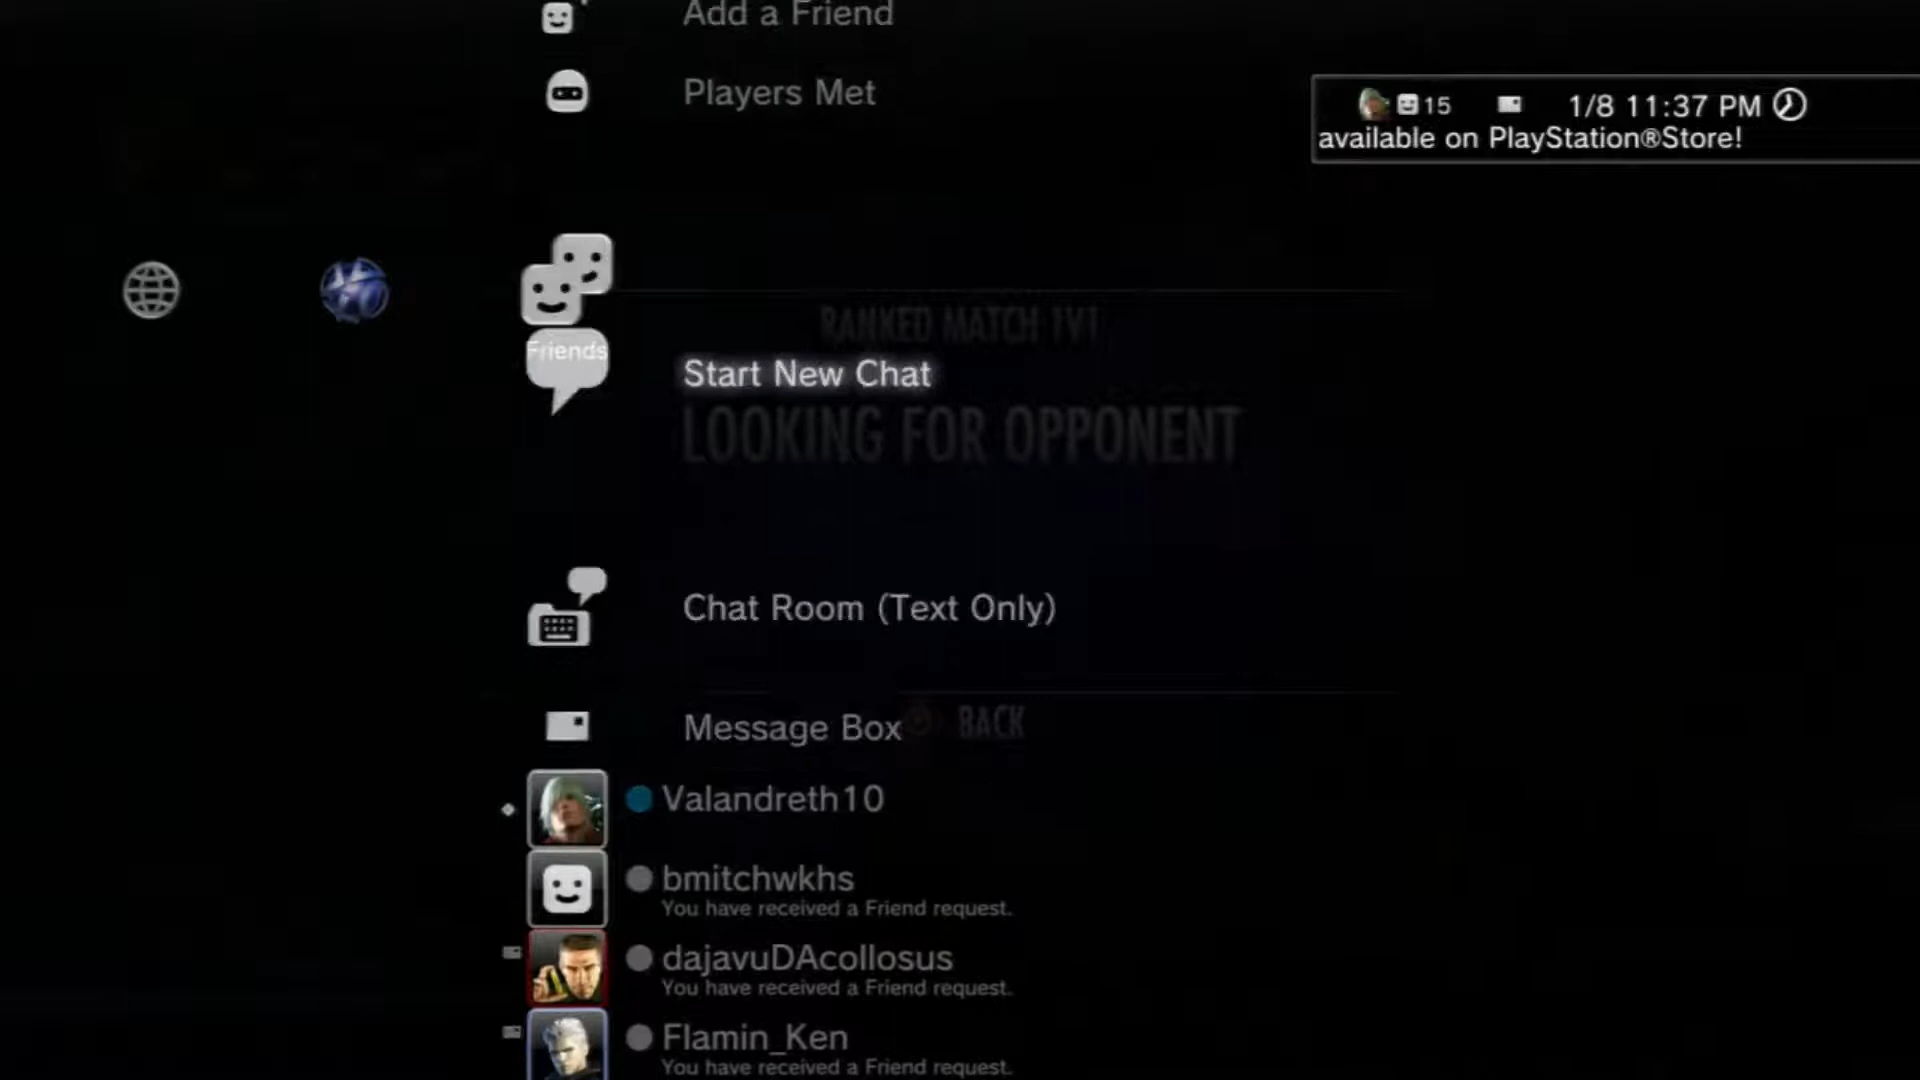 Add a Friend
Players Met
15 1/8 11:37 PM
available on PlayStation®Store!
RANKED MATCH 1V1
Friends
Start New Chat
LOOKING FOR OPPONENT
Chat Room (Text Only)
Message Box
BACK
Valandreth10
bmitchwkhs
You have received a Friend request.
dajavuDAcollosus
You have received a Friend request.
Flamin_Ken
You have received a Friend request.